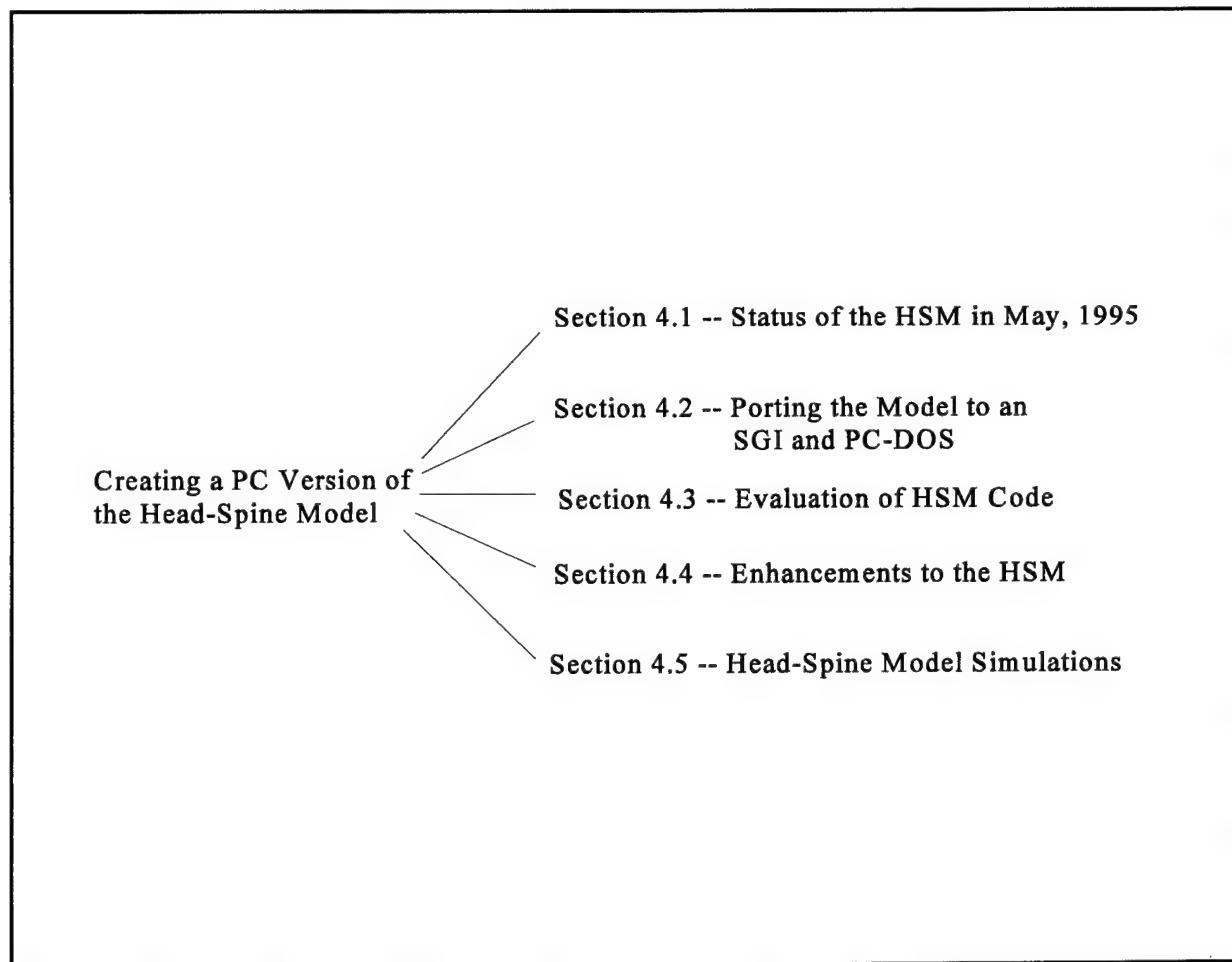 Creating a PC Version of
the Head-Spine Model
Section 4.1 -- Status of the HSM in May, 1995
Section 4.2 -- Porting the Model to an
SGI and PC-DOS
Section 4.3 -- Evaluation of HSM Code
Section 4.4 -- Enhancements to the HSM
Section 4.5 -- Head-Spine Model Simulations